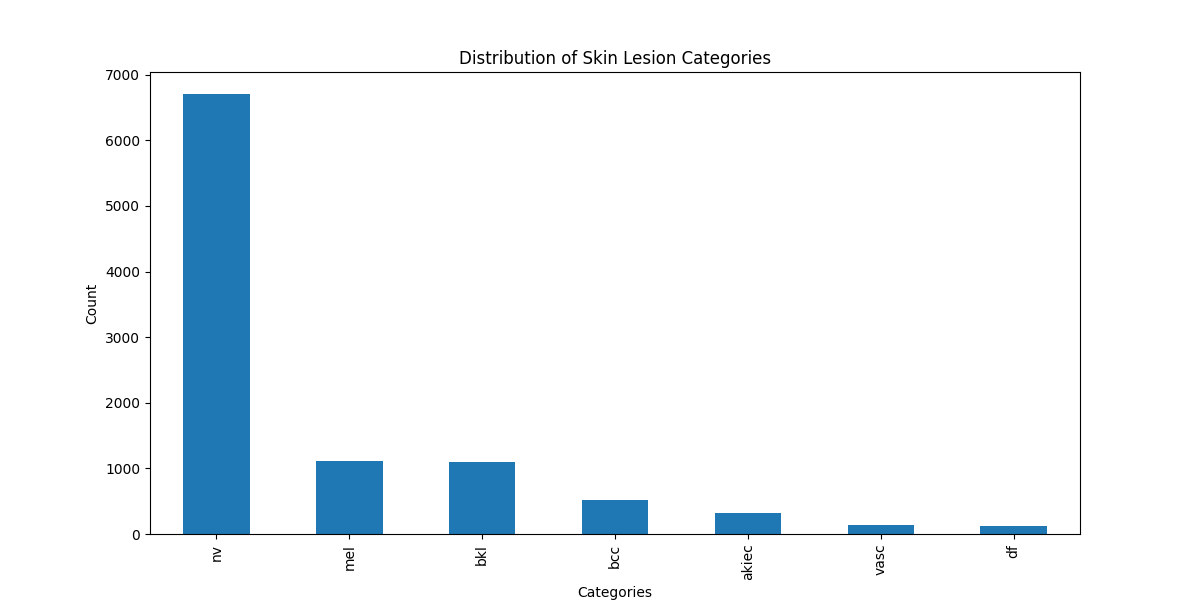 Distribution of Skin Lesion Categories
7000
6000
5000
4000
3000
2000
1000
0
Count
nv
mel
bkl
bcc
akiec
vasc
df
Categories